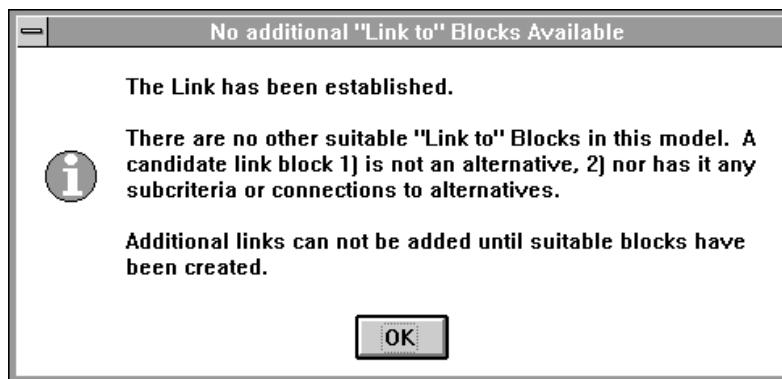 No additional "Link to" Blocks Available
The Link has been established.
There are no other suitable "Link to" Blocks in this model.  A
candidate link block 1) is not an alternative, 2) nor has it any
subcriteria or connections to alternatives.
Additional links can not be added until suitable blocks have
been created.
OK